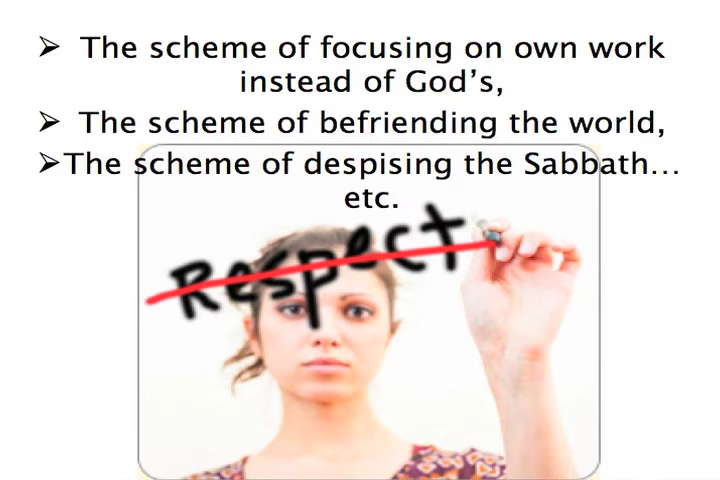 ➢ The scheme of focusing on own work
instead of God's,
➢ The scheme of befriending the world,
➢The scheme of despising the Sabbath…
etc.
Respect